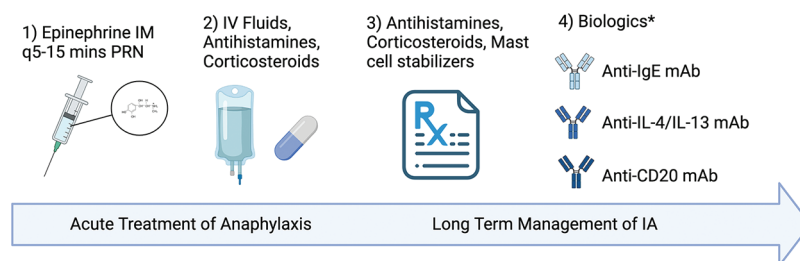 1) Epinephrine IM
q5-15 mins PRN
2) IV Fluids,
Antihistamines,
Corticosteroids
3) Antihistamines,
Corticosteroids, Mast
cell stabilizers
4) Biologics*
Rx
Anti-IgE mAb
Anti-IL-4/IL-13 mAb
Anti-CD20 mAb
Acute Treatment of Anaphylaxis
Long Term Management of IA